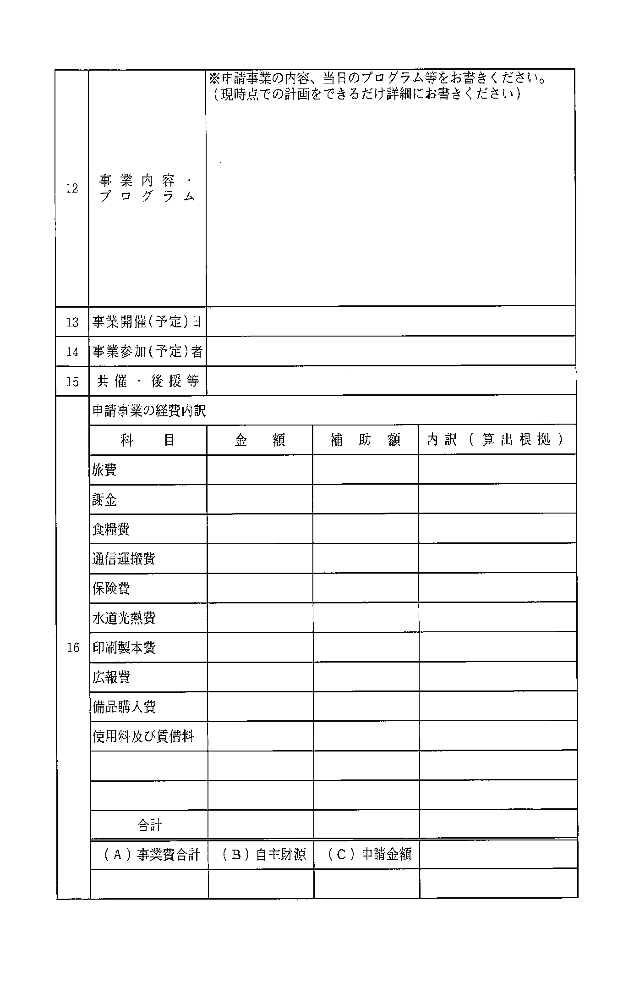 ※申請事業の内容、当日のプログラム等をお書きください。
(現時点での計画をできるだけ詳細にお書きください)
12
事業内容・
プログラム
13 事業開催(予定)日
14 事業参加(予定)者
15 共催・後援等
申請事業の経費内訳
科目 金額 補助額 内訳(算出根拠)
旅費
謝金
食糧費
通信運搬費
保険費
水道光熱費
16 印刷製本費
広報費
備品購入費
使用料及び賃借料
合計
(A)事業費合計 (B)自主財源 (C)申請金額